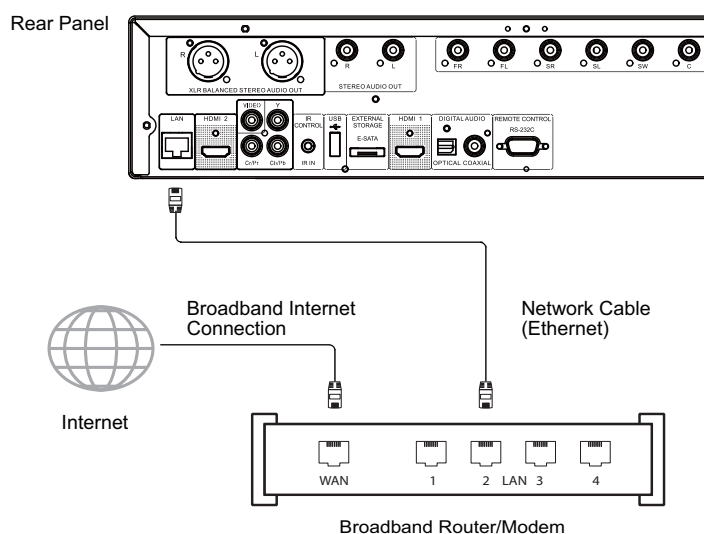 Rear Panel
R
L
XLR BALANCED STEREO AUDIO OUT
R
L
STEREO AUDIO OUT
FR
FL
SR
SL
SW
C
LAN
HDMI 2
VIDEO
Y
Cr/Pr
Cb/Pb
IR
CONTROL
IR IN
USB
EXTERNAL
STORAGE
E-SATA
HDMI 1
DIGITAL AUDIO
OPTICAL COAXIAL
REMOTE CONTROL
RS-232C
Broadband Internet
Connection
Network Cable
(Ethernet)
Internet
WAN
1
2
LAN
3
4
Broadband Router/Modem